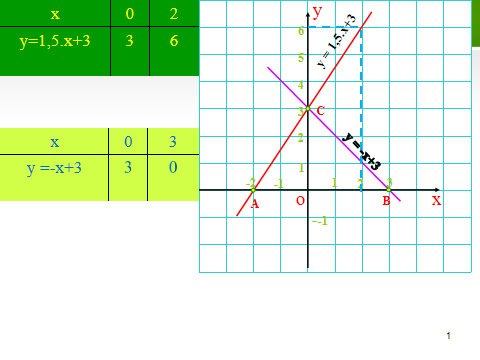 x 0 2
y=1,5.x+3 3 6
x 0 3
y =-x+3 3 0
y
6
y = 1,5.x+3
5
4
3
C
2
y = -x+3
1
-2 -1 1 2 3
A O B X
-1
1